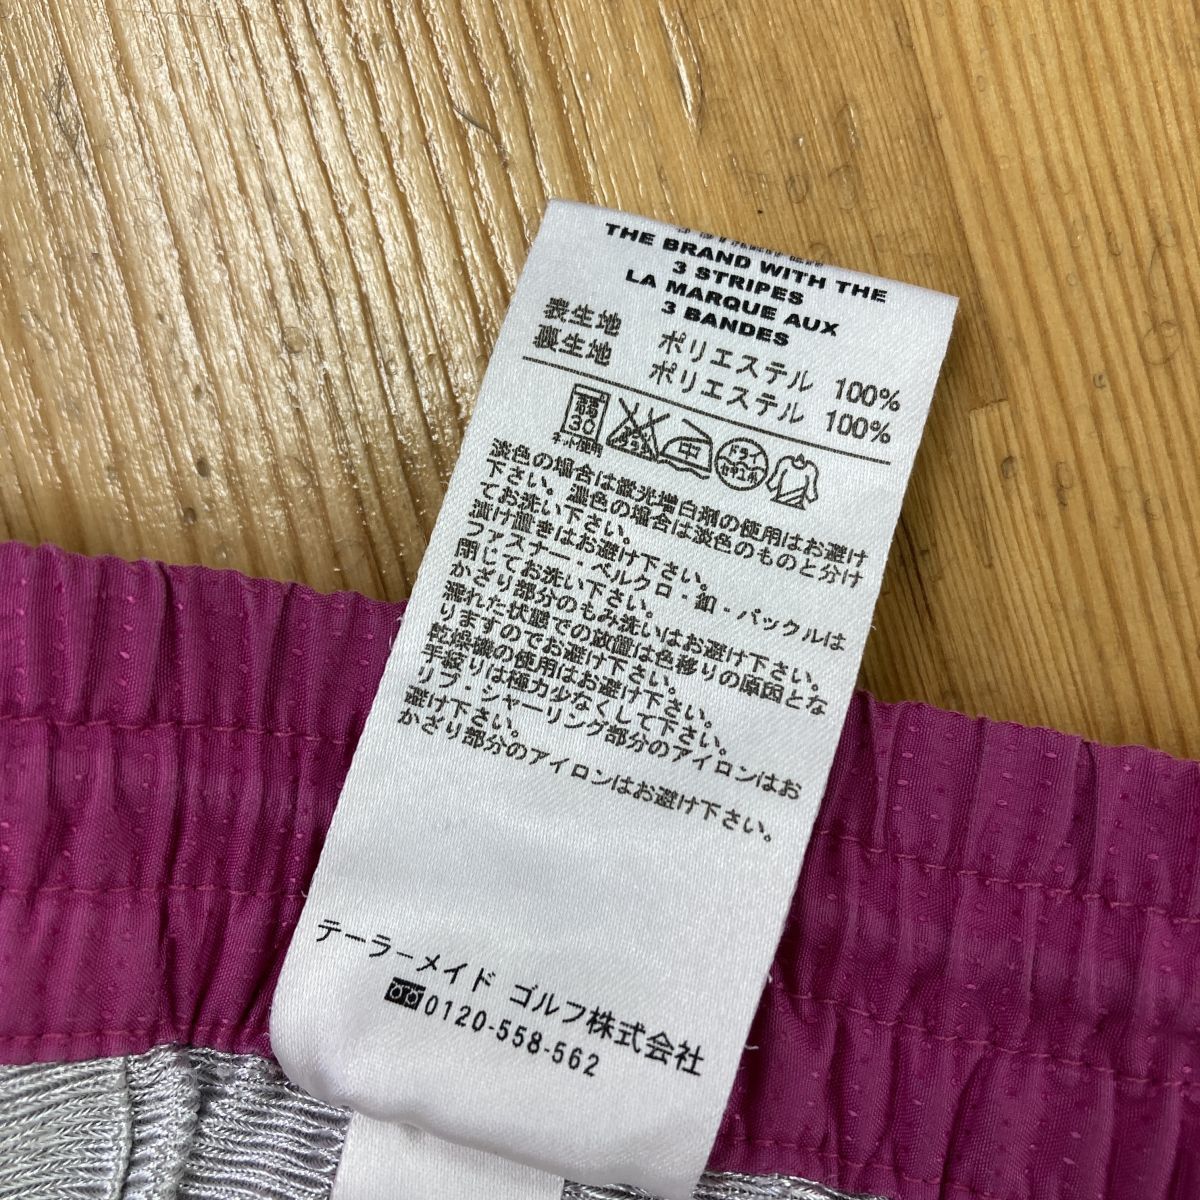 THE BRAND WITH THE
3 STRIPES
LA MARQUE AUX
3 BANDES
表生地 ポリエステル 100%
裏生地 ポリエステル 100%
30
ネット使用
エンソサラシ
中
ドライ
セキユ系
淡色の場合は蛍光増白剤の使用はお避け
下さい。濃色の場合は淡色のものと分け
てお洗い下さい。
漬け置きはお避け下さい。
ファスナー・ベルクロ・釦・バックルは
閉じてお洗い下さい。
かざり部分のもみ洗いはお避け下さい。
濡れた状態での放置は色移りの原因とな
りますのでお避け下さい。
乾燥機の使用はお避け下さい。
手絞りは極力少なくして下さい。
リブ・シャーリング部分のアイロンはお
避け下さい。
かざり部分のアイロンはお避け下さい。
テーラーメイド ゴルフ株式会社
0120-558-562